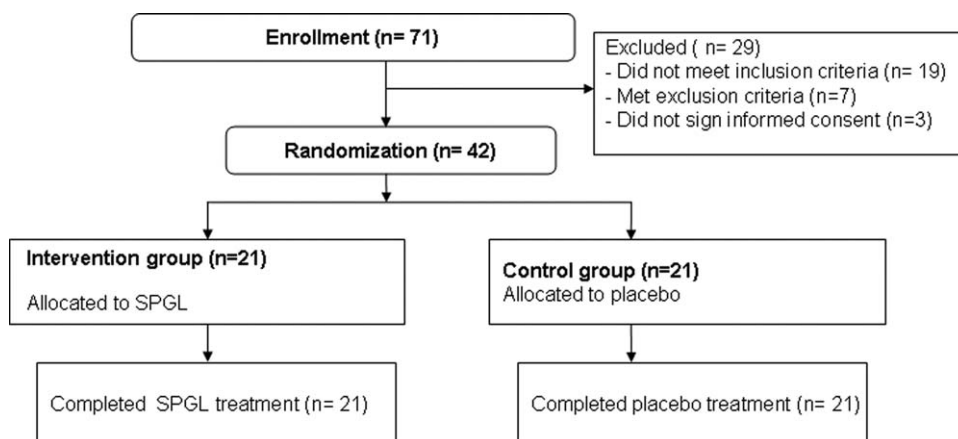 Enrollment (n= 71)
Excluded ( n= 29)
- Did not meet inclusion criteria (n= 19)
- Met exclusion criteria (n=7)
- Did not sign informed consent (n=3)
Randomization (n= 42)
Intervention group (n=21)
Allocated to SPGL
Control group (n=21)
Allocated to placebo
Completed SPGL treatment (n= 21)
Completed placebo treatment (n= 21)